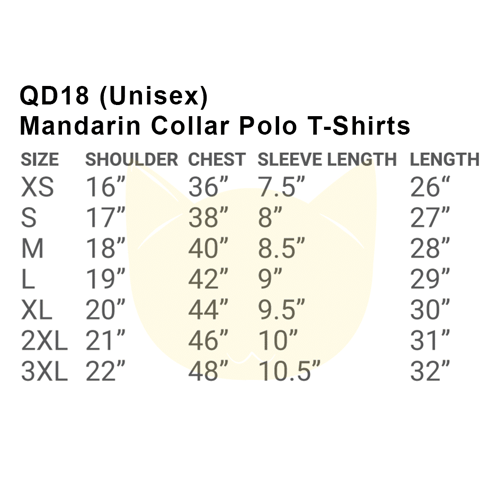 QD18 (Unisex)
Mandarin Collar Polo T-Shirts
SIZE SHOULDER CHEST SLEEVE LENGTH LENGTH
XS 16” 36” 7.5” 26“
S 17” 38” 8” 27”
M 18” 40” 8.5” 28”
L 19” 42” 9” 29”
XL 20” 44” 9.5” 30”
2XL 21” 46” 10” 31”
3XL 22” 48” 10.5” 32”